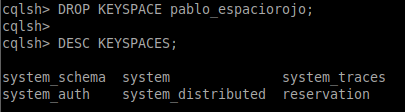 cqlsh> DROP KEYSPACE pablo_espaciorojo;
cqlsh>
cqlsh> DESC KEYSPACES;
system_schema  system              system_traces
system_auth    system_distributed  reservation